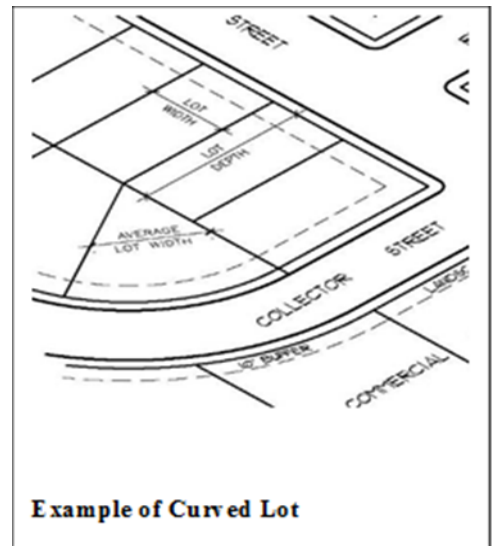 STREET
LOT
WIDTH
LOT
DEPTH
AVERAGE
LOT WIDTH
STREET
COLLECTOR
10' BUFFER
COMMERCIAL
Example of Curved Lot